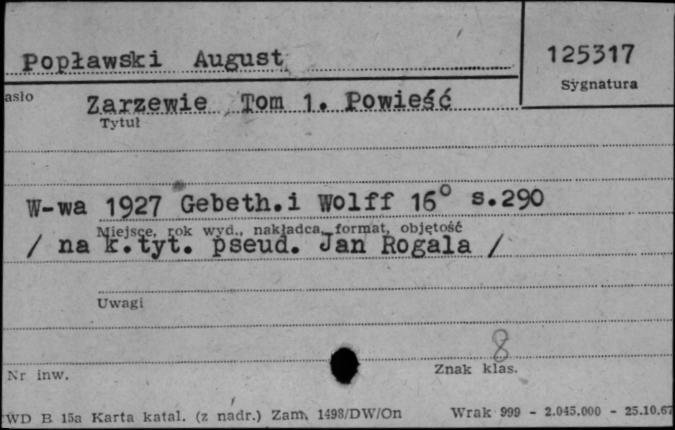 Popławski August
125317
Sygnatura
asło
Zarzewie Tom 1. Powieść
Tytuł
W-wa 1927 Gebeth.i Wolff 16° s.290
Miejsce, rok wyd., nakładca, format, objętość
/ na k.tyt. pseud. Jan Rogala /
Uwagi
8
Nr inw.
Znak klas.
WD B 15a Karta katal. (z nadr.) Zam. 1498/DW/On Wrak 999 - 2.045.000 - 25.10.67